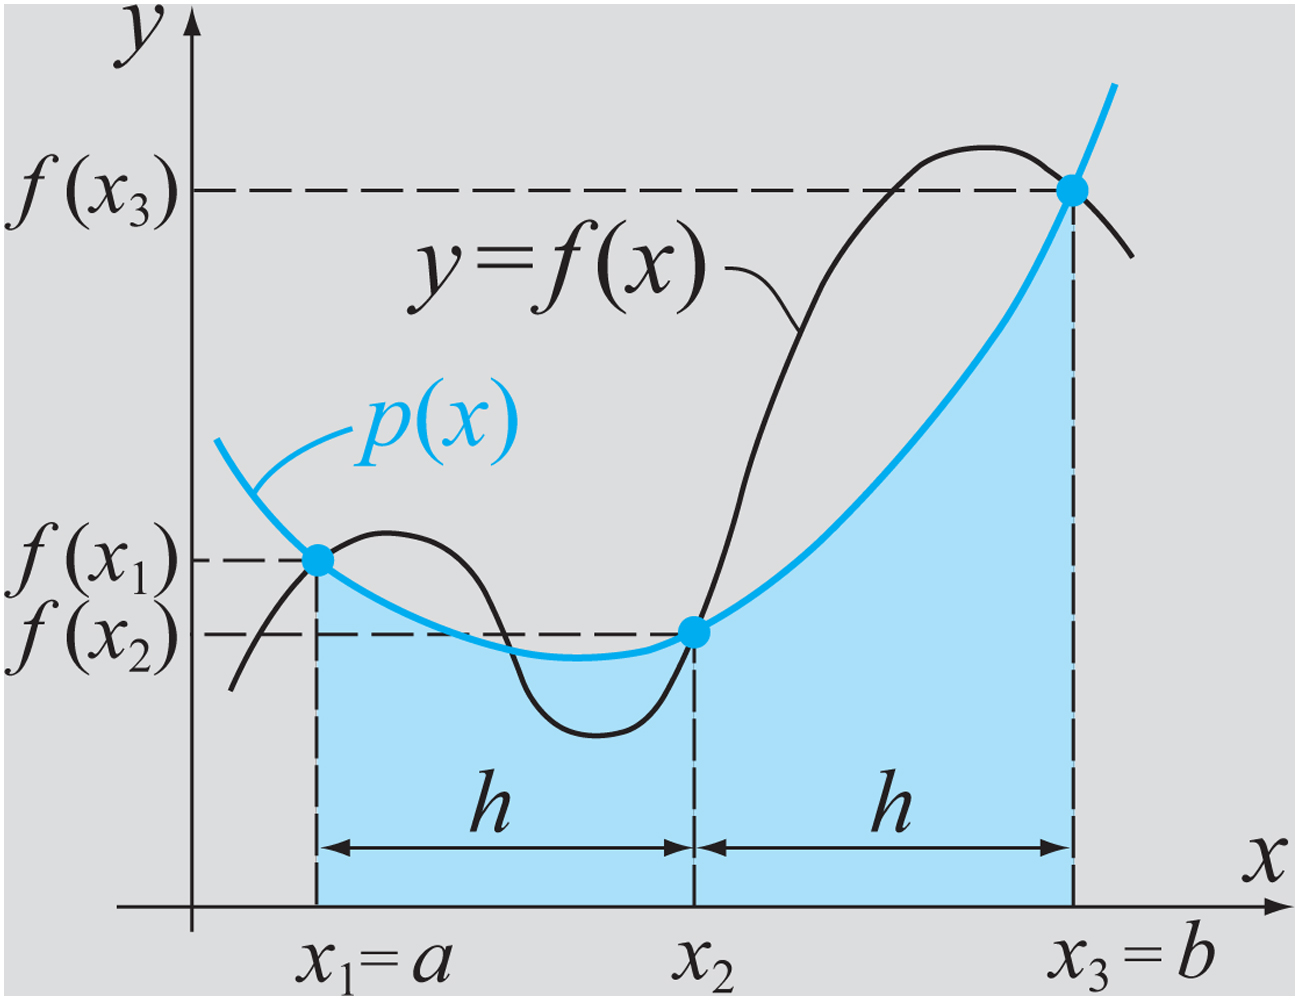 y
f(x₃)
y=f(x)
p(x)
f(x₁)
f(x₂)
h h
x
x₁=a x₂ x₃=b